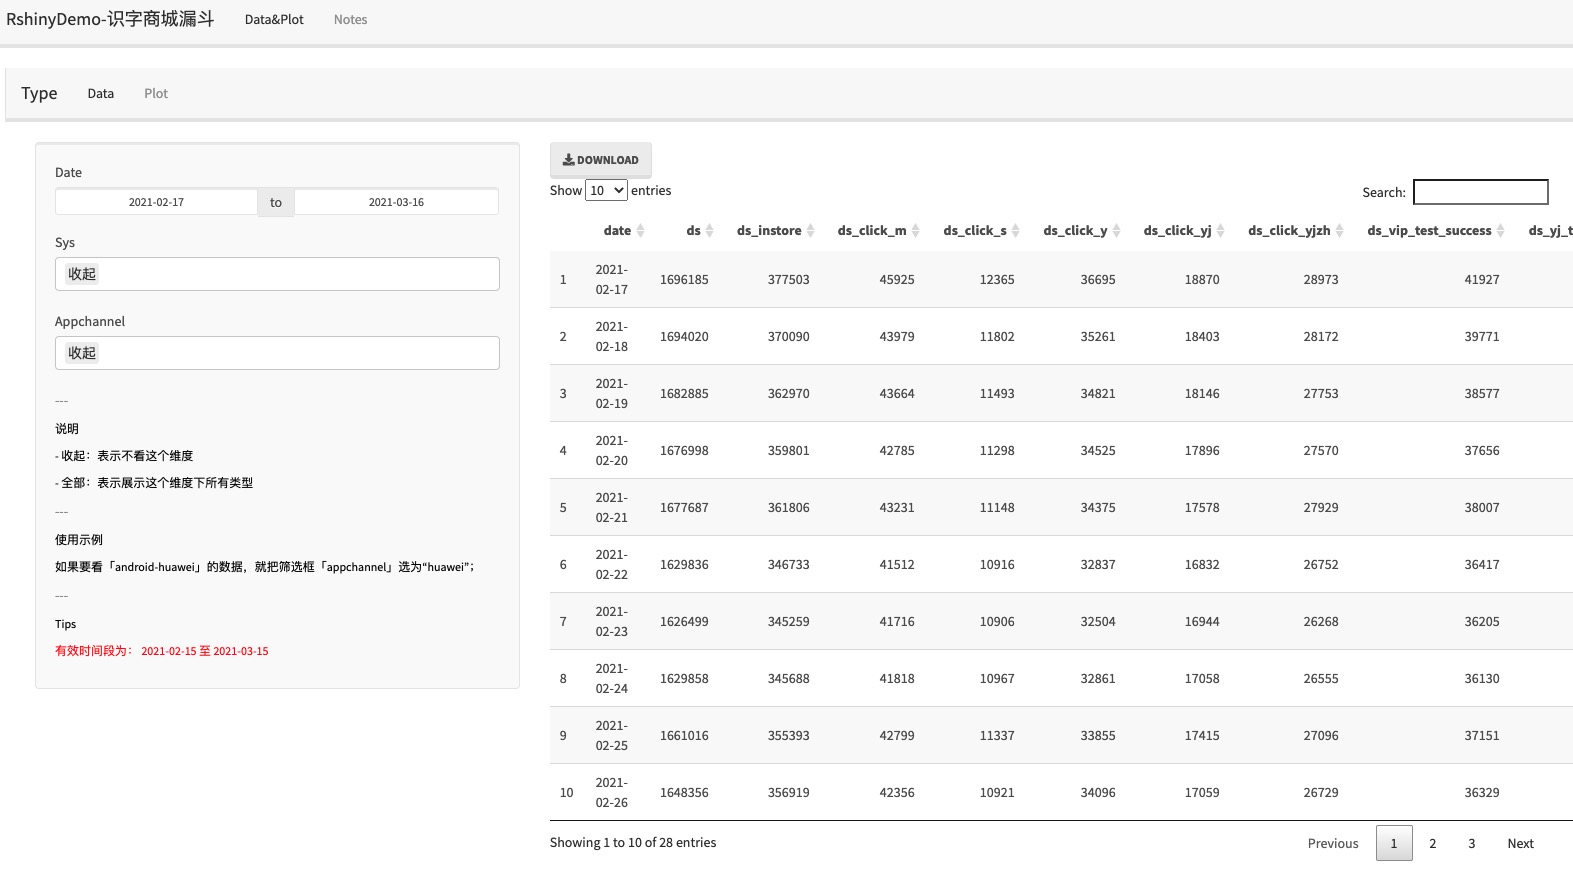 RshinyDemo-识字商城漏斗 Data&Plot Notes
Type Data Plot
Date
2021-02-17 to 2021-03-16
Sys
收起
Appchannel
收起
---
说明
- 收起：表示不看这个维度
- 全部：表示展示这个维度下所有类型
---
使用示例
如果要看「android-huawei」的数据，就把筛选框「appchannel」选为“huawei”；
---
Tips
有效时间段为： 2021-02-15 至 2021-03-15
DOWNLOAD
Show 10 entries
Search:
date ds ds_instore ds_click_m ds_click_s ds_click_y ds_click_yj ds_click_yjzh ds_vip_test_success ds_yj_t
1 2021-02-17 1696185 377503 45925 12365 36695 18870 28973 41927
2 2021-02-18 1694020 370090 43979 11802 35261 18403 28172 39771
3 2021-02-19 1682885 362970 43664 11493 34821 18146 27753 38577
4 2021-02-20 1676998 359801 42785 11298 34525 17896 27570 37656
5 2021-02-21 1677687 361806 43231 11148 34375 17578 27929 38007
6 2021-02-22 1629836 346733 41512 10916 32837 16832 26752 36417
7 2021-02-23 1626499 345259 41716 10906 32504 16944 26268 36205
8 2021-02-24 1629858 345688 41818 10967 32861 17058 26555 36130
9 2021-02-25 1661016 355393 42799 11337 33855 17415 27096 37151
10 2021-02-26 1648356 356919 42356 10921 34096 17059 26729 36329
Showing 1 to 10 of 28 entries
Previous 1 2 3 Next